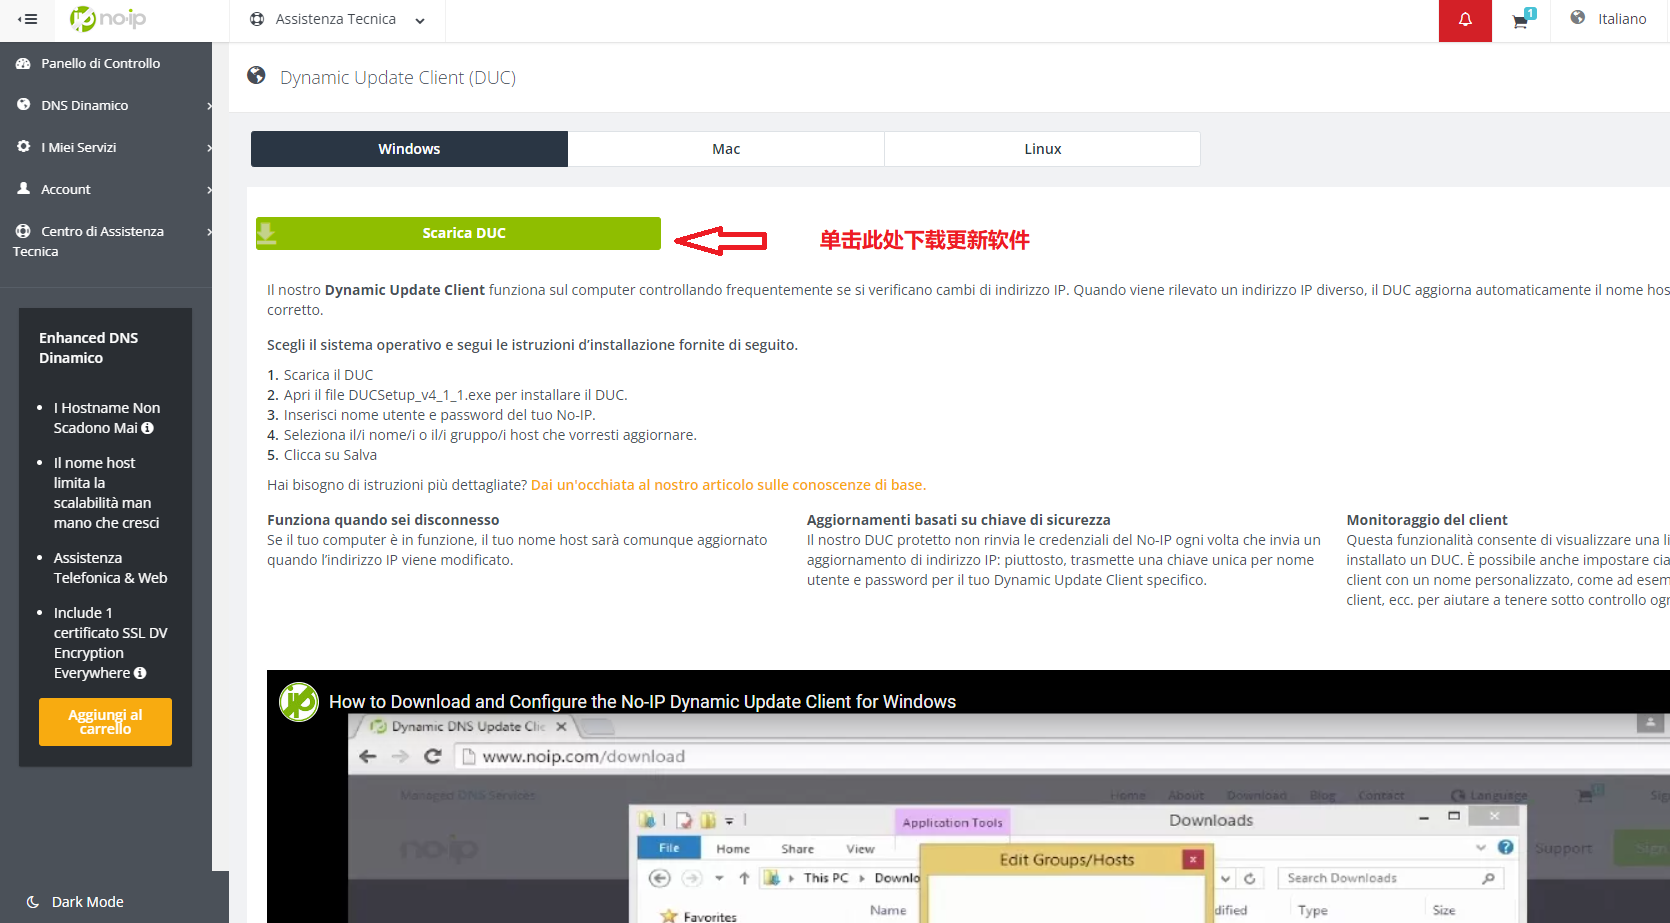 no-ip
Assistenza Tecnica
1
Italiano
Panello di Controllo
DNS Dinamico
I Miei Servizi
Account
Centro di Assistenza
Tecnica
Enhanced DNS
Dinamico
I Hostname Non
Scadono Mai
Il nome host
limita la
scalabilità man
mano che cresci
Assistenza
Telefonica & Web
Include 1
certificato SSL DV
Encryption
Everywhere
Aggiungi al
carrello
Dark Mode
Dynamic Update Client (DUC)
Windows
Mac
Linux
Scarica DUC
单击此处下载更新软件
Il nostro Dynamic Update Client funziona sul computer controllando frequentemente se si verificano cambi di indirizzo IP. Quando viene rilevato un indirizzo IP diverso, il DUC aggiorna automaticamente il nome hos
corretto.
Scegli il sistema operativo e segui le istruzioni d’installazione fornite di seguito.
1. Scarica il DUC
2. Apri il file DUCSetup_v4_1_1.exe per installare il DUC.
3. Inserisci nome utente e password del tuo No-IP.
4. Seleziona il/i nome/i o il/i gruppo/i host che vorresti aggiornare.
5. Clicca su Salva
Hai bisogno di istruzioni più dettagliate? Dai un'occhiata al nostro articolo sulle conoscenze di base.
Funziona quando sei disconnesso
Se il tuo computer è in funzione, il tuo nome host sarà comunque aggiornato
quando l’indirizzo IP viene modificato.
Aggiornamenti basati su chiave di sicurezza
Il nostro DUC protetto non rinvia le credenziali del No-IP ogni volta che invia un
aggiornamento di indirizzo IP: piuttosto, trasmette una chiave unica per nome
utente e password per il tuo Dynamic Update Client specifico.
Monitoraggio del client
Questa funzionalità consente di visualizzare una li
installato un DUC. È possibile anche impostare cia
client con un nome personalizzato, come ad esem
client, ecc. per aiutare a tenere sotto controllo ogn
How to Download and Configure the No-IP Dynamic Update Client for Windows
Dynamic DNS Update Clie
www.noip.com/download
Managed DNS Services
Home About Download Blog Contact Language
0
Sig
no-ip
Support
Sign
Application Tools
Downloads
File Home Share View
Edit Groups/Hosts
This PC Downlo
Search Downloads
Favorites
Name
dified
Type
Size